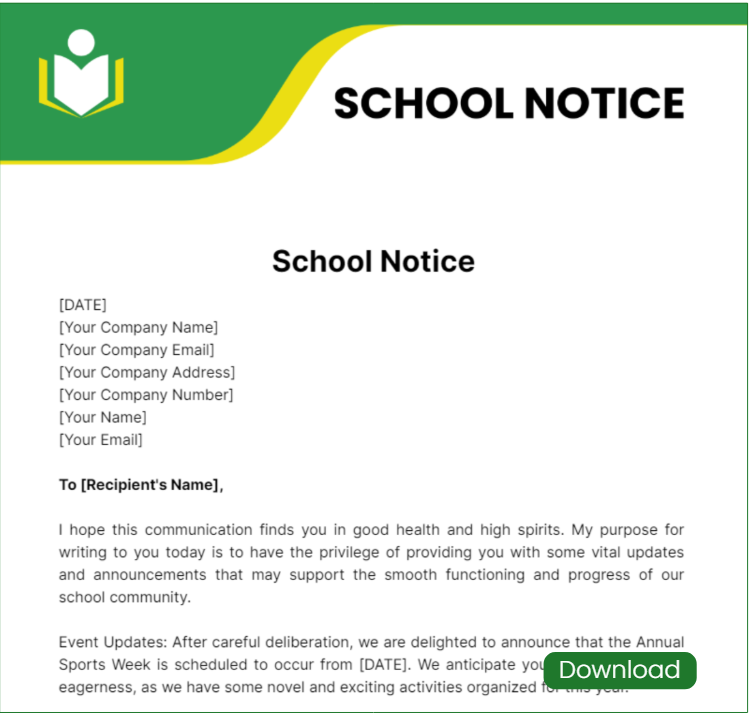 SCHOOL NOTICE
School Notice
[DATE]
[Your Company Name]
[Your Company Email]
[Your Company Address]
[Your Company Number]
[Your Name]
[Your Email]
To [Recipient's Name],
I hope this communication finds you in good health and high spirits. My purpose for
writing to you today is to have the privilege of providing you with some vital updates
and announcements that may support the smooth functioning and progress of our
school community.
Event Updates: After careful deliberation, we are delighted to announce that the Annual
Sports Week is scheduled to occur from [DATE]. We anticipate
eagerness, as we have some novel and exciting activities organized for this year.
Download